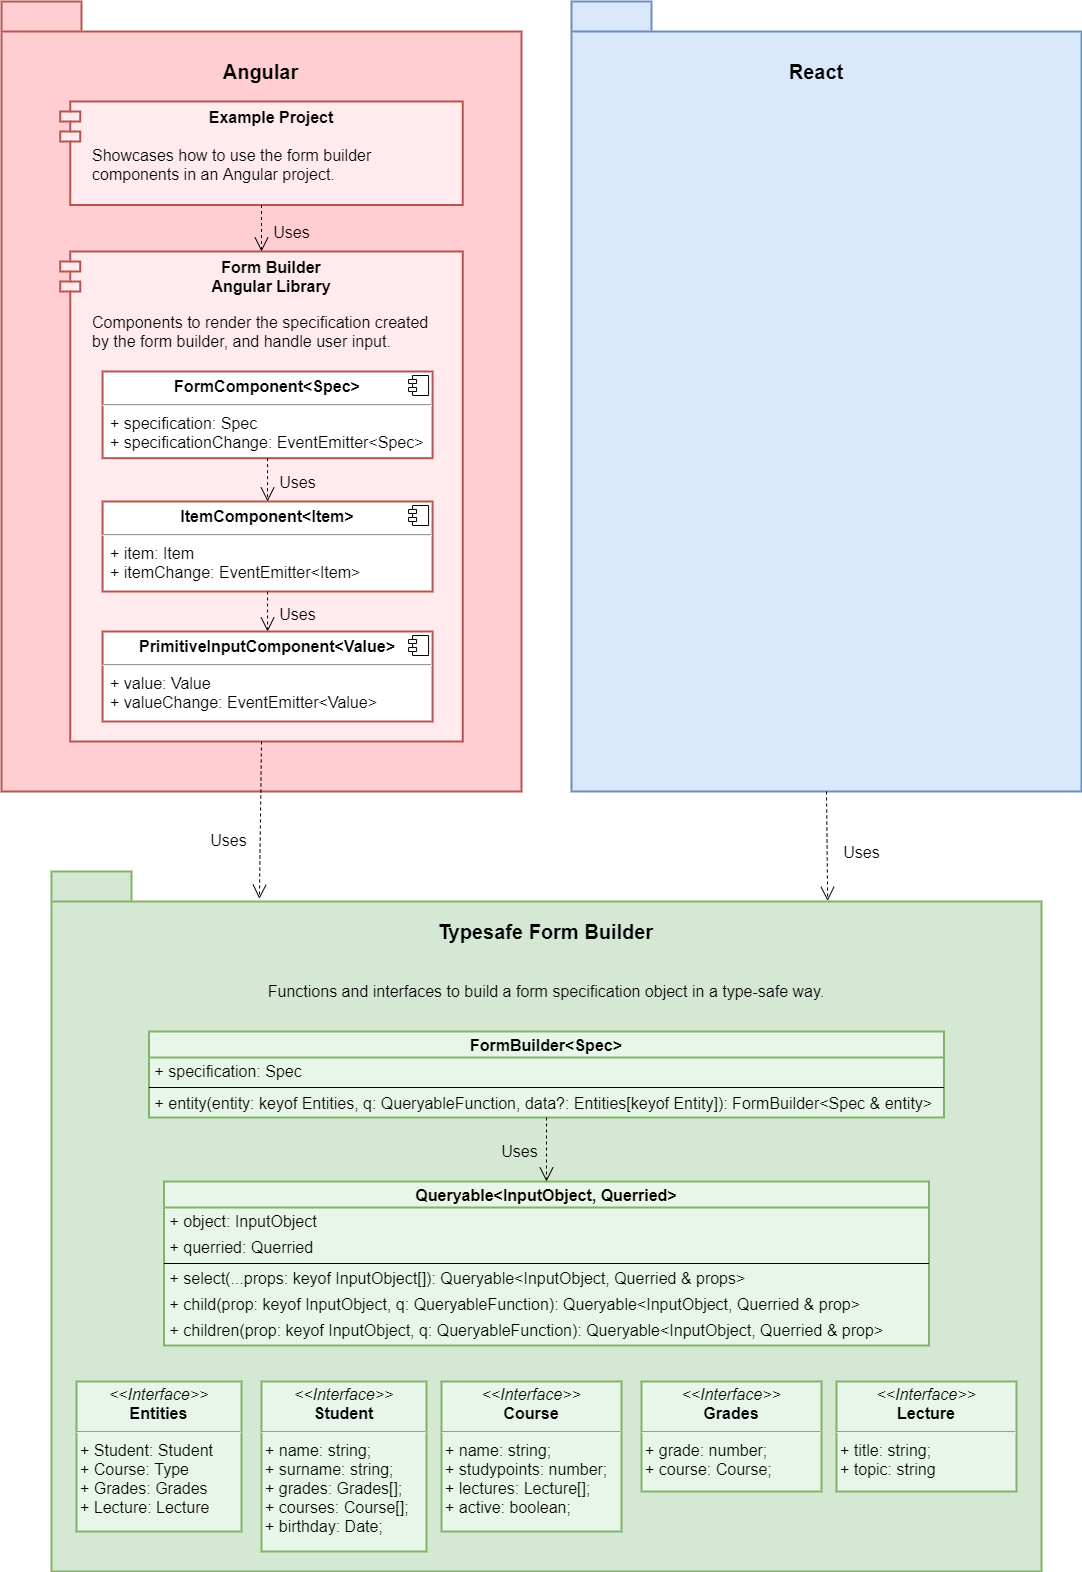 Angular
React
Example Project
Showcases how to use the form builder
components in an Angular project.
Uses
Form Builder
Angular Library
Components to render the specification created
by the form builder, and handle user input.
FormComponent<Spec>
+ specification: Spec
+ specificationChange: EventEmitter<Spec>
Uses
ItemComponent<Item>
+ item: Item
+ itemChange: EventEmitter<Item>
Uses
PrimitiveInputComponent<Value>
+ value: Value
+ valueChange: EventEmitter<Value>
Uses
Uses
Typesafe Form Builder
Functions and interfaces to build a form specification object in a type-safe way.
FormBuilder<Spec>
+ specification: Spec
+ entity(entity: keyof Entities, q: QueryableFunction, data?: Entities[keyof Entity]): FormBuilder<Spec & entity>
Uses
Queryable<InputObject, Querried>
+ object: InputObject
+ querried: Querried
+ select(...props: keyof InputObject[]): Queryable<InputObject, Querried & props>
+ child(prop: keyof InputObject, q: QueryableFunction): Queryable<InputObject, Querried & prop>
+ children(prop: keyof InputObject, q: QueryableFunction): Queryable<InputObject, Querried & prop>
<<Interface>>
Entities
+ Student: Student
+ Course: Type
+ Grades: Grades
+ Lecture: Lecture
<<Interface>>
Student
+ name: string;
+ surname: string;
+ grades: Grades[];
+ courses: Course[];
+ birthday: Date;
<<Interface>>
Course
+ name: string;
+ studypoints: number;
+ lectures: Lecture[];
+ active: boolean;
<<Interface>>
Grades
+ grade: number;
+ course: Course;
<<Interface>>
Lecture
+ title: string;
+ topic: string